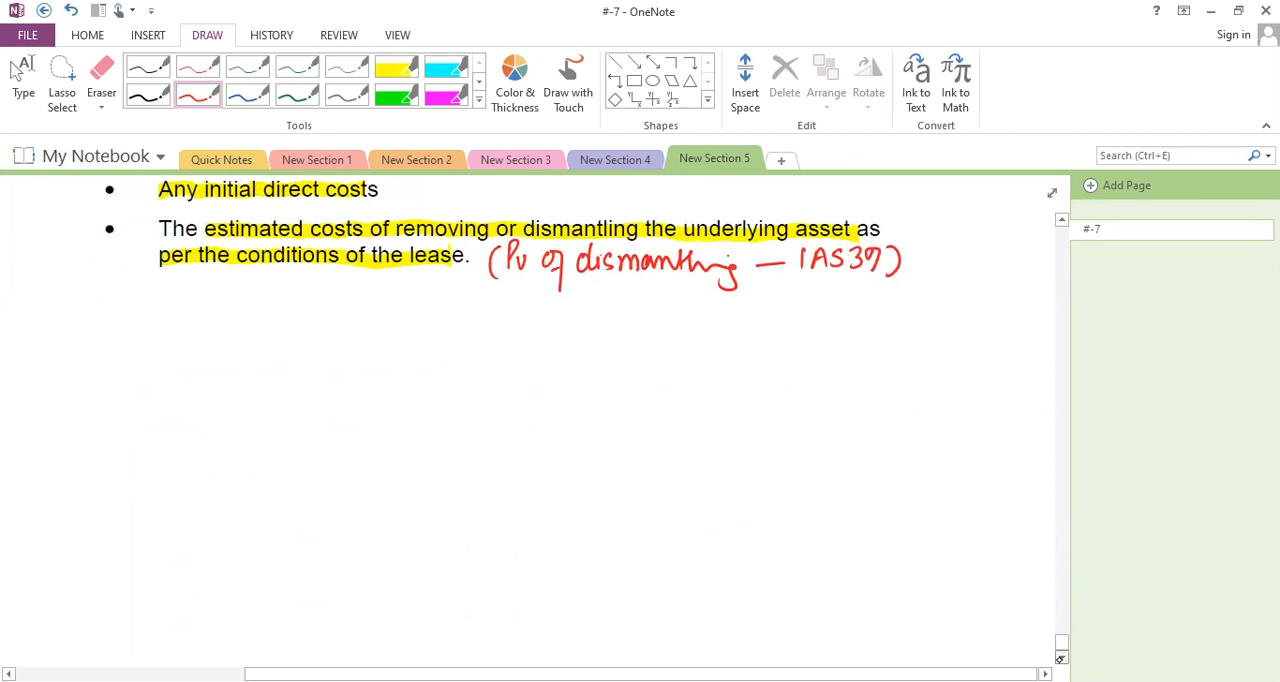 #-7 - OneNote
?
Sign in
FILE HOME INSERT DRAW HISTORY REVIEW VIEW
Type
Lasso Select
Eraser
Color & Thickness
Draw with Touch
Insert Space
Delete
Arrange
Rotate
Ink to Text
Ink to Math
Tools
Shapes
Edit
Convert
My Notebook
Quick Notes New Section 1 New Section 2 New Section 3 New Section 4 New Section 5
Search (Ctrl+E)
Add Page
#-7
• Any initial direct costs
• The estimated costs of removing or dismantling the underlying asset as
per the conditions of the lease. (Pv of dismanthing — IAS37)